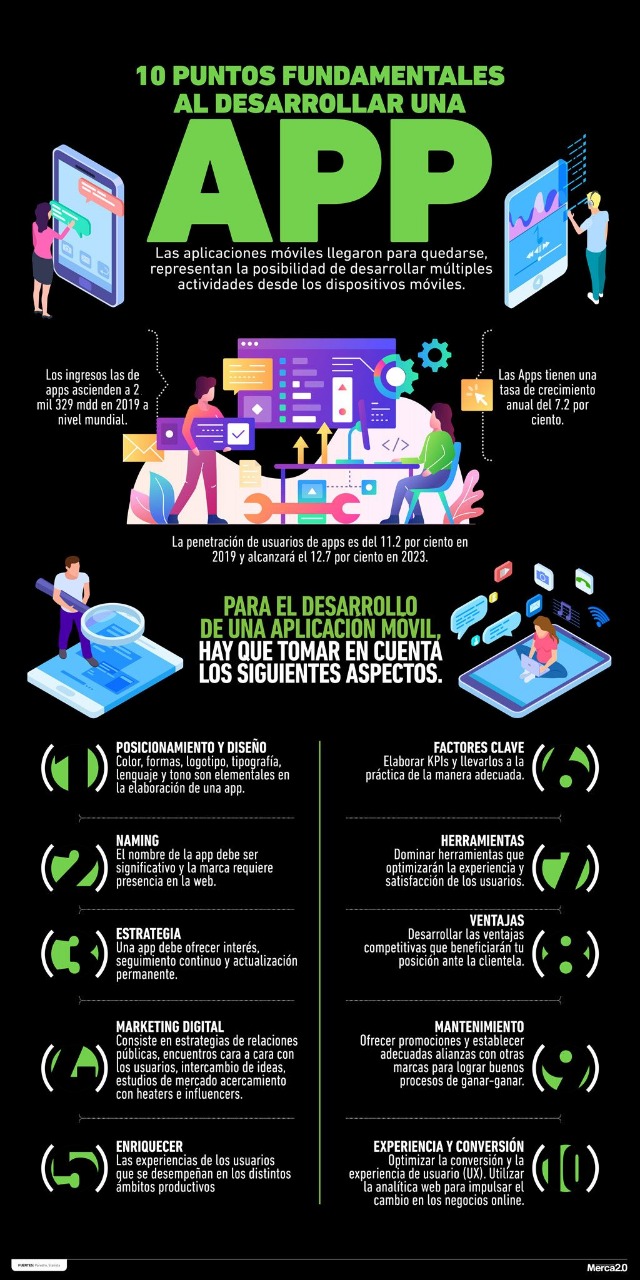 10 PUNTOS FUNDAMENTALES
AL DESARROLLAR UNA
APP
Las aplicaciones móviles llegaron para quedarse,
representan la posibilidad de desarrollar múltiples
actividades desde los dispositivos móviles.
Los ingresos las de
apps ascienden a 2
mil 329 mdd en 2019 a
nivel mundial.
Las Apps tienen una
tasa de crecimiento
anual del 7.2 por
ciento.
</>
La penetración de usuarios de apps es del 11.2 por ciento en
2019 y alcanzará el 12.7 por ciento en 2023.
PARA EL DESARROLLO
DE UNA APLICACIÓN MÓVIL,
HAY QUE TOMAR EN CUENTA
LOS SIGUIENTES ASPECTOS.
1
POSICIONAMIENTO Y DISEÑO
Color, formas, logotipo, tipografía,
lenguaje y tono son elementales en
la elaboración de una app.
2
NAMING
El nombre de la app debe ser
significativo y la marca requiere
presencia en la web.
3
ESTRATEGIA
Una app debe ofrecer interés,
seguimiento continuo y actualización
permanente.
4
MARKETING DIGITAL
Consiste en estrategias de relaciones
públicas, encuentros cara a cara con
los usuarios, intercambio de ideas,
estudios de mercado acercamiento
con heaters e influencers.
5
ENRIQUECER
Las experiencias de los usuarios
que se desempeñan en los distintos
ámbitos productivos
6
FACTORES CLAVE
Elaborar KPIs y llevarlos a la
práctica de la manera adecuada.
7
HERRAMIENTAS
Dominar herramientas que
optimizarán la experiencia y
satisfacción de los usuarios.
8
VENTAJAS
Desarrollar las ventajas
competitivas que beneficiarán tu
posición ante la clientela.
9
MANTENIMIENTO
Ofrecer promociones y establecer
adecuadas alianzas con otras
marcas para lograr buenos
procesos de ganar-ganar.
10
EXPERIENCIA Y CONVERSIÓN
Optimizar la conversión y la
experiencia de usuario (UX). Utilizar
la analítica web para impulsar el
cambio en los negocios online.
FUENTES:
Merca2.0